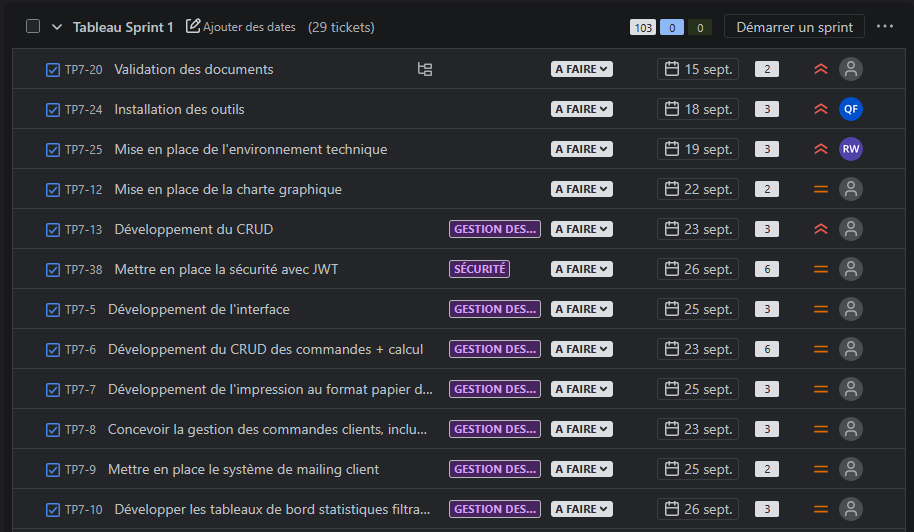 Tableau Sprint 1 Ajouter des dates (29 tickets) 103 0 0 Démarrer un sprint
TP7-20 Validation des documents A FAIRE 15 sept. 2
TP7-24 Installation des outils A FAIRE 18 sept. 3 QF
TP7-25 Mise en place de l'environnement technique A FAIRE 19 sept. 3 RW
TP7-12 Mise en place de la charte graphique A FAIRE 22 sept. 2
TP7-13 Développement du CRUD GESTION DES... A FAIRE 23 sept. 3
TP7-38 Mettre en place la sécurité avec JWT SÉCURITÉ A FAIRE 26 sept. 6
TP7-5 Développement de l'interface GESTION DES... A FAIRE 25 sept. 3
TP7-6 Développement du CRUD des commandes + calcul GESTION DES... A FAIRE 23 sept. 6
TP7-7 Développement de l'impression au format papier d... GESTION DES... A FAIRE 25 sept. 3
TP7-8 Concevoir la gestion des commandes clients, inclu... GESTION DES... A FAIRE 23 sept. 3
TP7-9 Mettre en place le système de mailing client GESTION DES... A FAIRE 25 sept. 2
TP7-10 Développer les tableaux de bord statistiques filtra... GESTION DES... A FAIRE 26 sept. 3